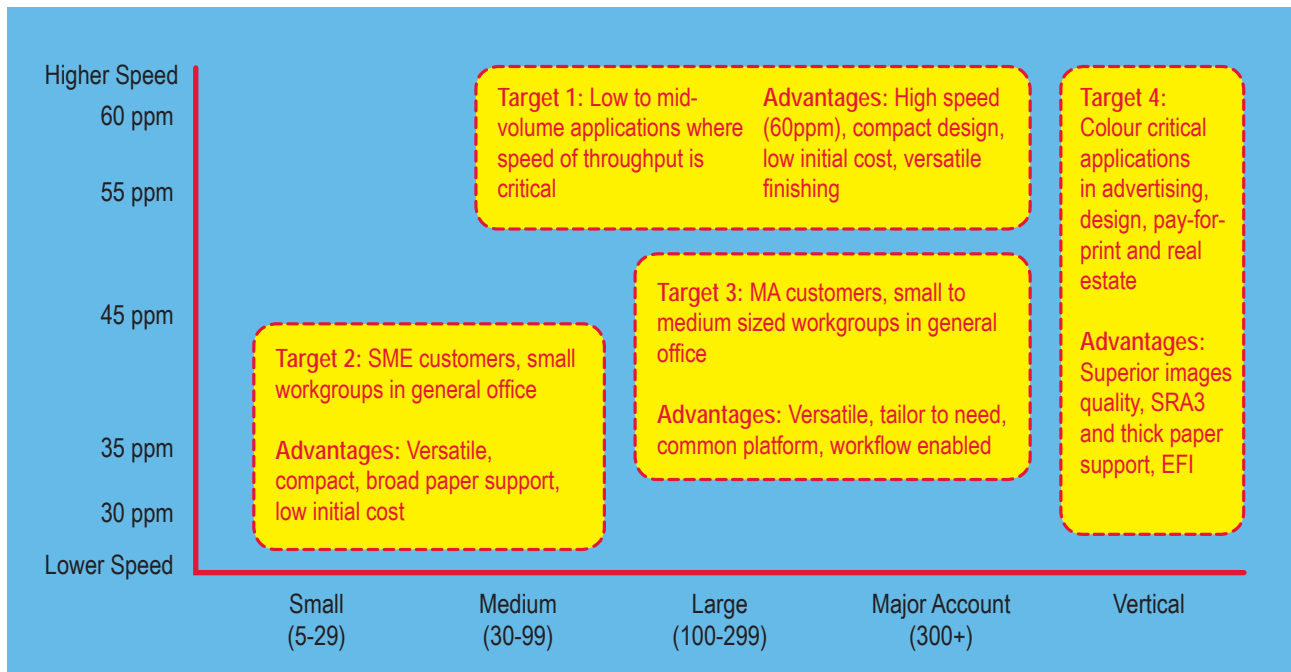 Higher Speed
60 ppm
55 ppm
45 ppm
35 ppm
30 ppm
Lower Speed
Target 1: Low to mid-
volume applications where
speed of throughput is
critical
Advantages: High speed
(60ppm), compact design,
low initial cost, versatile
finishing
Target 4:
Colour critical
applications
in advertising,
design, pay-for-
print and real
estate
Advantages:
Superior images
quality, SRA3
and thick paper
support, EFI
Target 3: MA customers, small to
medium sized workgroups in general
office
Advantages: Versatile, tailor to need,
common platform, workflow enabled
Target 2: SME customers, small
workgroups in general office
Advantages: Versatile,
compact, broad paper support,
low initial cost
Small
(5-29)
Medium
(30-99)
Large
(100-299)
Major Account
(300+)
Vertical